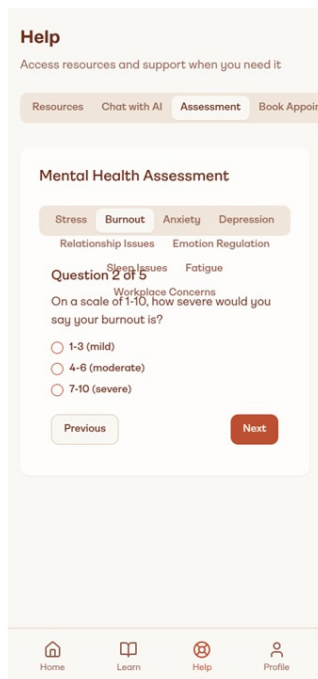 Help
Access resources and support when you need it
Resources Chat with AI Assessment Book Appoin
Mental Health Assessment
Stress Burnout Anxiety Depression
Relationship Issues Emotion Regulation
Sleep Issues Fatigue
Question 2 of 5
Workplace Concerns
On a scale of 1-10, how severe would you
say your burnout is?
1-3 (mild)
4-6 (moderate)
7-10 (severe)
Previous Next
Home Learn Help Profile